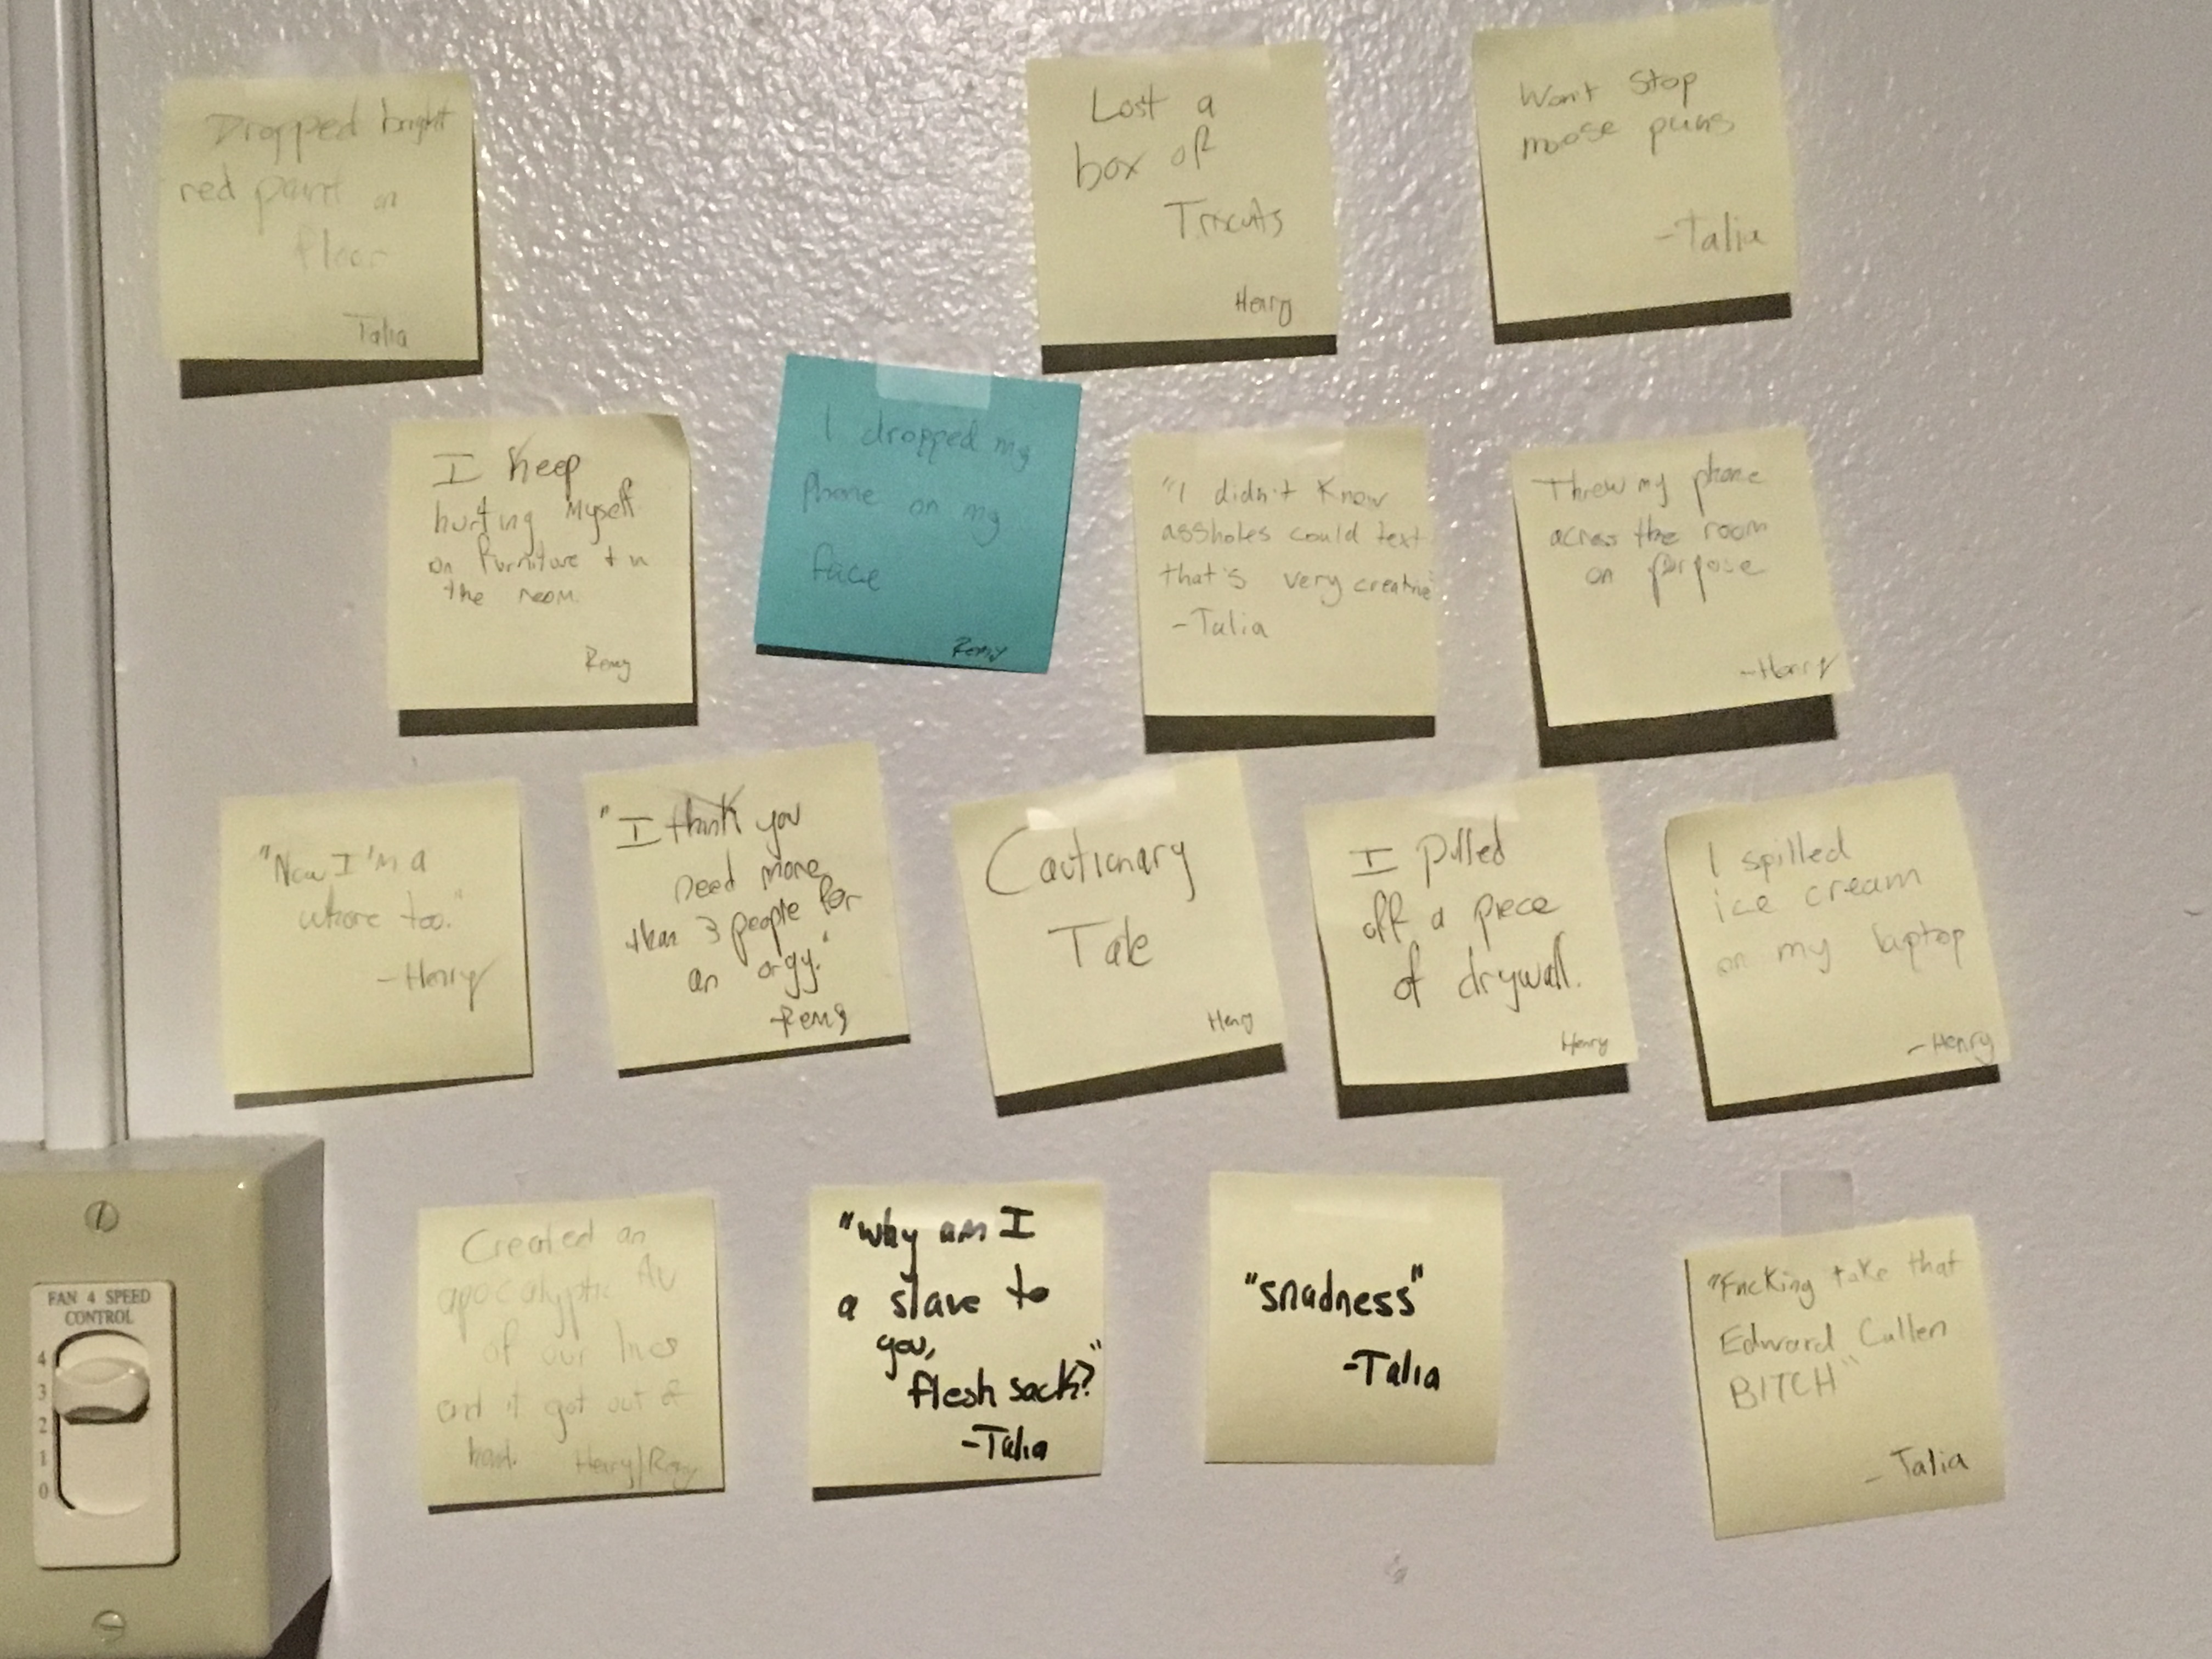 Dropped bright
red paint on
floor
Talia
Lost a
box of
Triscuits
Henry
Won't stop
moose puns
-Talia
I keep
hurting myself
on furniture + in
the room.
Remy
I dropped my
phone on my
face
Remy
"I didn't know
assholes could text
that's very creative"
-Talia
Threw my phone
across the room
on purpose
-Henry
"Now I'm a
whore too."
-Henry
"I think you
need more
than 3 people for
an orgy."
-Remy
Cautionary
Tale
Henry
I pulled
off a piece
of drywall.
Henry
I spilled
ice cream
on my laptop
-Henry
Created an
apocalyptic AU
of our lives
and it got out of
hand.
Henry/Remy
"why am I
a slave to
you,
flesh sack?"
-Talia
"snadness"
-Talia
"Fucking take that
Edward Cullen
BITCH"
- Talia
FAN 4 SPEED
CONTROL
4
3
2
1
0